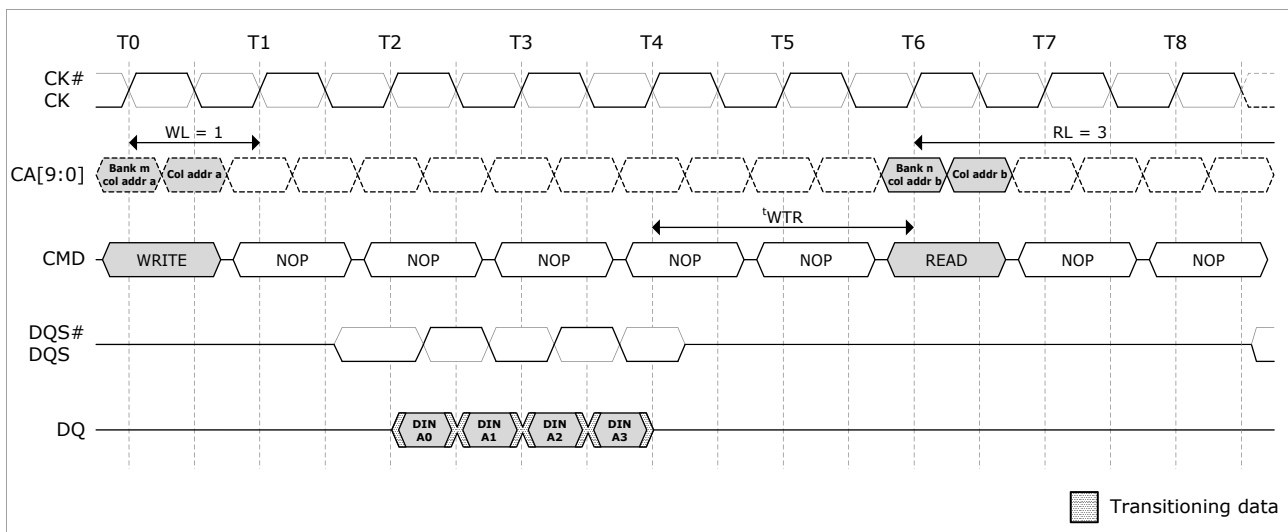 T0 T1 T2 T3 T4 T5 T6 T7 T8
CK#
CK
WL = 1 RL = 3
CA[9:0] Bank m col addr a Col addr a Bank n col addr b Col addr b
tWTR
CMD WRITE NOP NOP NOP NOP NOP READ NOP NOP
DQS#
DQS
DQ DIN A0 DIN A1 DIN A2 DIN A3
Transitioning data